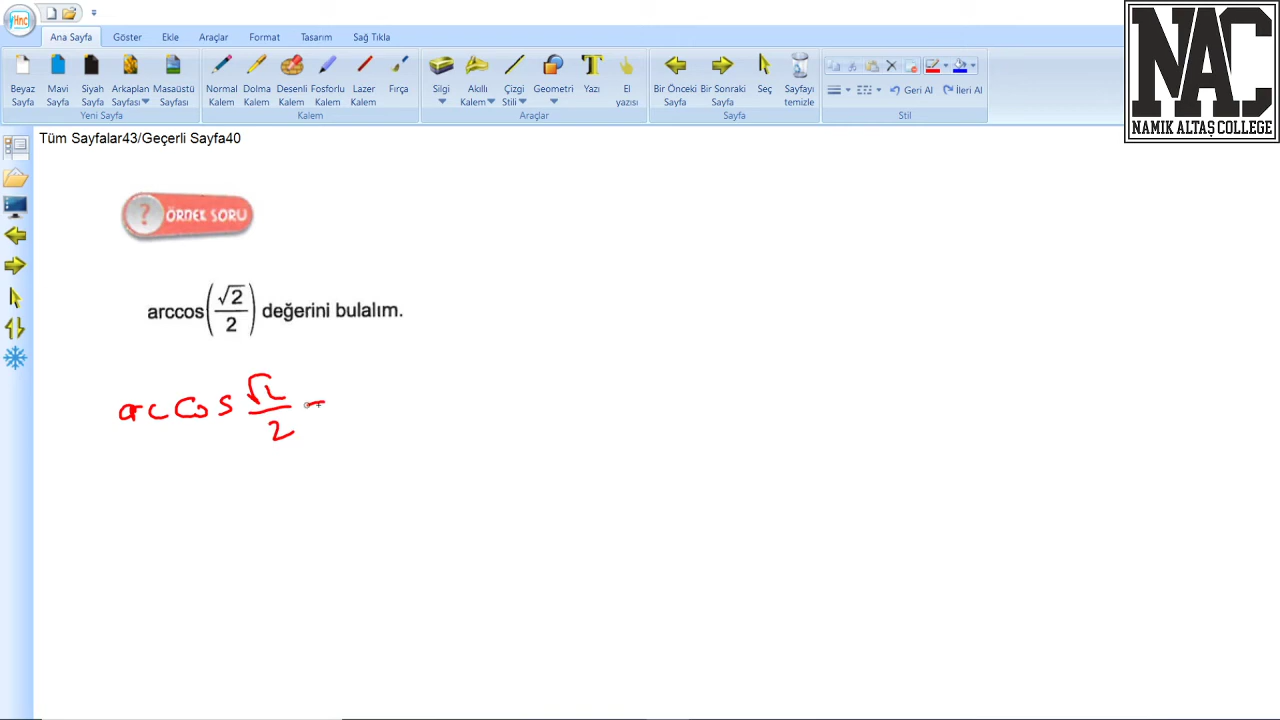 Ana Sayfa Göster Ekle Araçlar Format Tasarım Sağ Tıkla
Beyaz Sayfa
Mavi Sayfa
Siyah Sayfa
Arkaplan Sayfası
Masaüstü Sayfası
Normal Kalem
Dolma Kalem
Desenli Kalem
Fosforlu Kalem
Lazer Kalem
Fırça
Silgi
Akıllı Kalem
Çizgi Stili
Geometri
Yazı
El yazısı
Bir Önceki Sayfa
Bir Sonraki Sayfa
Seç
Sayfayı temizle
Geri Al
İleri Al
Yeni Sayfa Kalem Araçlar Sayfa Stil
NAC
NAMIK ALTAŞ COLLEGE
Tüm Sayfalar43/Geçerli Sayfa40
? ÖRNEK SORU
arccos(√2/2) değerini bulalım.
arccos √2/2 -